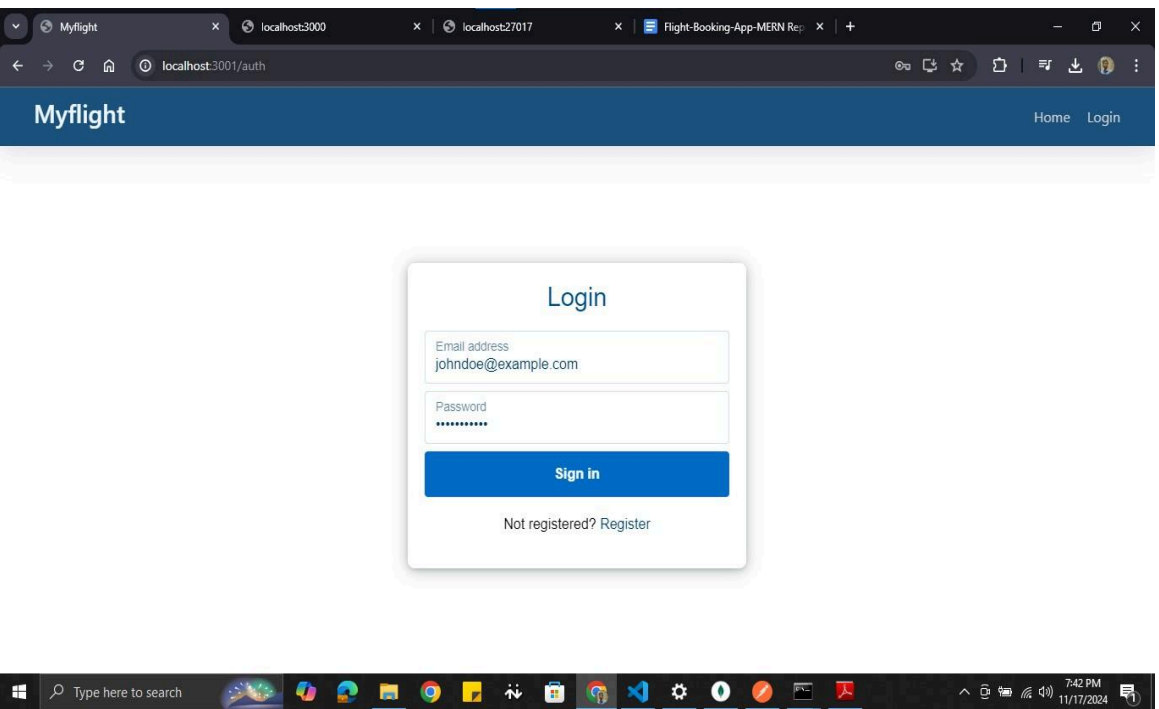 Myflight
localhost:3000
localhost:27017
Flight-Booking-App-MERN Rep
localhost:3001/auth
Myflight
Home Login
Login
Email address
johndoe@example.com
Password
•••••••••••
Sign in
Not registered? Register
Type here to search
7:42 PM
11/17/2024